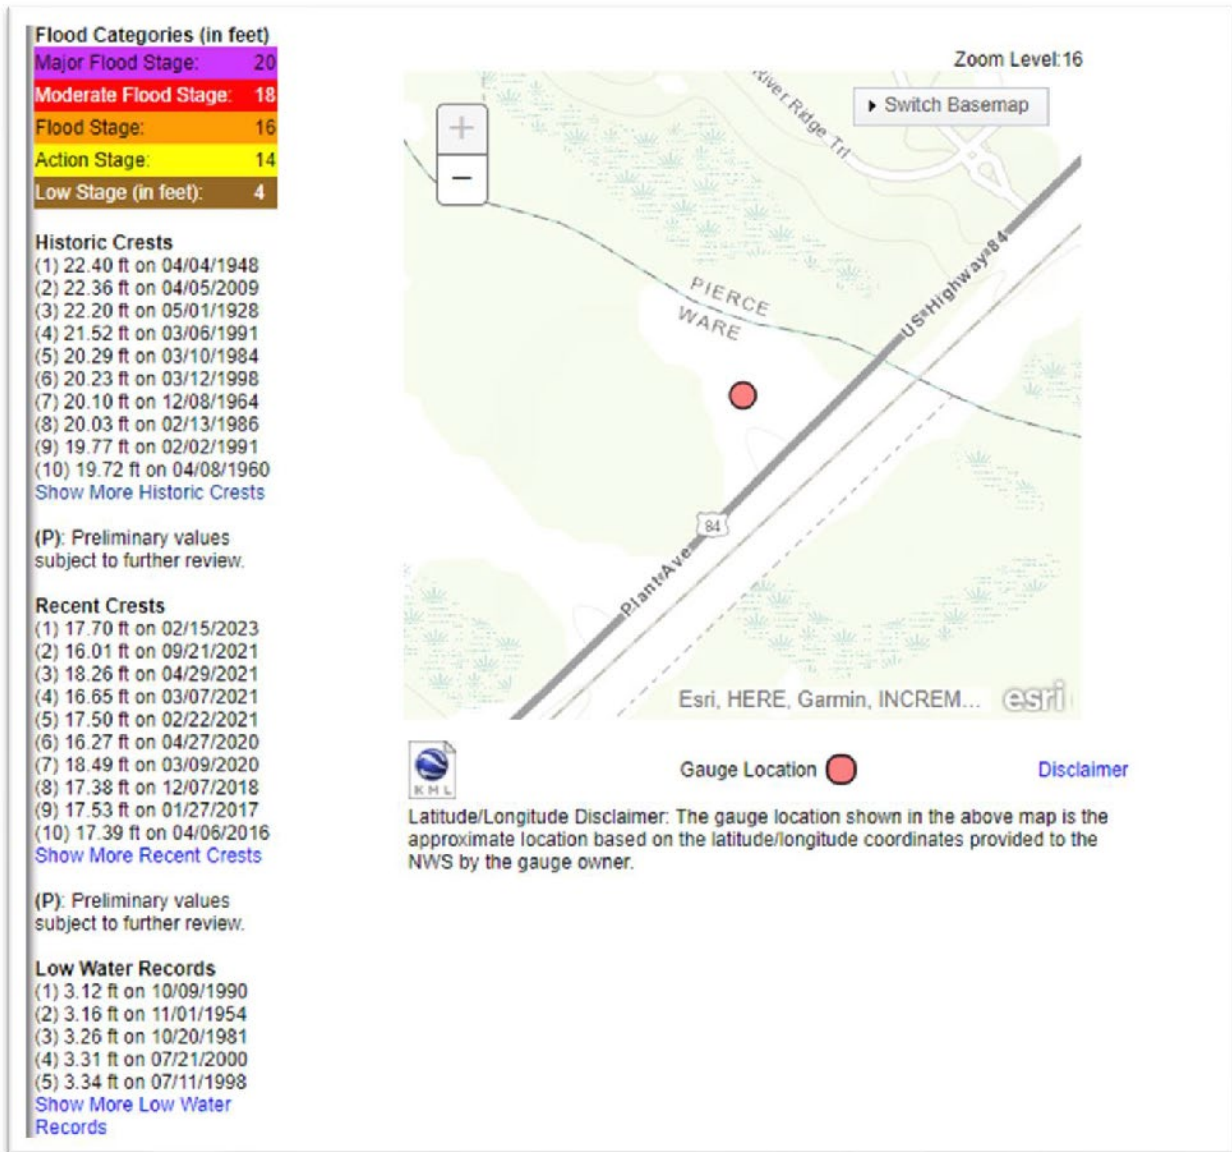 Flood Categories (in feet)
Major Flood Stage: 20
Moderate Flood Stage: 18
Flood Stage: 16
Action Stage: 14
Low Stage (in feet): 4
Historic Crests
(1) 22.40 ft on 04/04/1948
(2) 22.36 ft on 04/05/2009
(3) 22.20 ft on 05/01/1928
(4) 21.52 ft on 03/06/1991
(5) 20.29 ft on 03/10/1984
(6) 20.23 ft on 03/12/1998
(7) 20.10 ft on 12/08/1964
(8) 20.03 ft on 02/13/1986
(9) 19.77 ft on 02/02/1991
(10) 19.72 ft on 04/08/1960
Show More Historic Crests
(P): Preliminary values
subject to further review.
Recent Crests
(1) 17.70 ft on 02/15/2023
(2) 16.01 ft on 09/21/2021
(3) 18.26 ft on 04/29/2021
(4) 16.65 ft on 03/07/2021
(5) 17.50 ft on 02/22/2021
(6) 16.27 ft on 04/27/2020
(7) 18.49 ft on 03/09/2020
(8) 17.38 ft on 12/07/2018
(9) 17.53 ft on 01/27/2017
(10) 17.39 ft on 04/06/2016
Show More Recent Crests
(P): Preliminary values
subject to further review.
Low Water Records
(1) 3.12 ft on 10/09/1990
(2) 3.16 ft on 11/01/1954
(3) 3.26 ft on 10/20/1981
(4) 3.31 ft on 07/21/2000
(5) 3.34 ft on 07/11/1998
Show More Low Water
Records
Zoom Level:16
+
−
Switch Basemap
River Ridge Trl
PIERCE
WARE
US Highway 84
84
Plant Ave
Esri, HERE, Garmin, INCREM...
esri
KML
Gauge Location
Disclaimer
Latitude/Longitude Disclaimer: The gauge location shown in the above map is the
approximate location based on the latitude/longitude coordinates provided to the
NWS by the gauge owner.